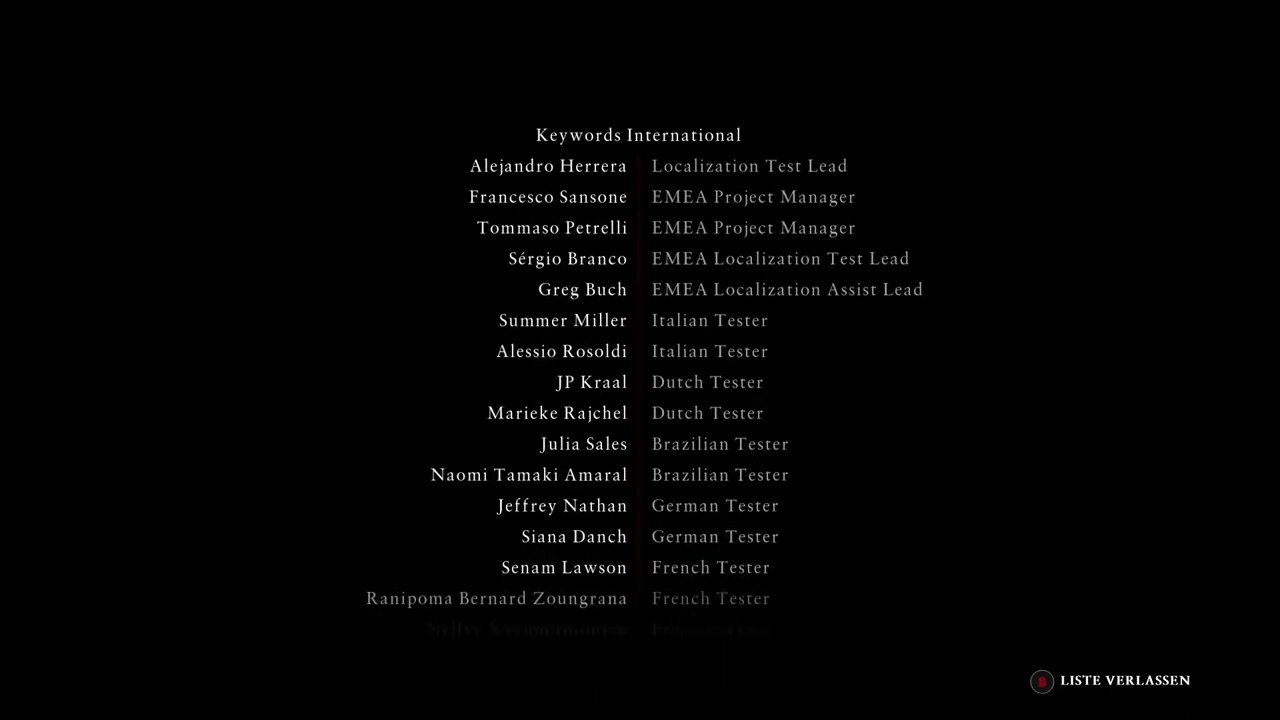 Keywords International
Alejandro Herrera Localization Test Lead
Francesco Sansone EMEA Project Manager
Tommaso Petrelli EMEA Project Manager
Sérgio Branco EMEA Localization Test Lead
Greg Buch EMEA Localization Assist Lead
Summer Miller Italian Tester
Alessio Rosoldi Italian Tester
JP Kraal Dutch Tester
Marieke Rajchel Dutch Tester
Julia Sales Brazilian Tester
Naomi Tamaki Amaral Brazilian Tester
Jeffrey Nathan German Tester
Siana Danch German Tester
Senam Lawson French Tester
Ranipoma Bernard Zoungrana French Tester
B LISTE VERLASSEN